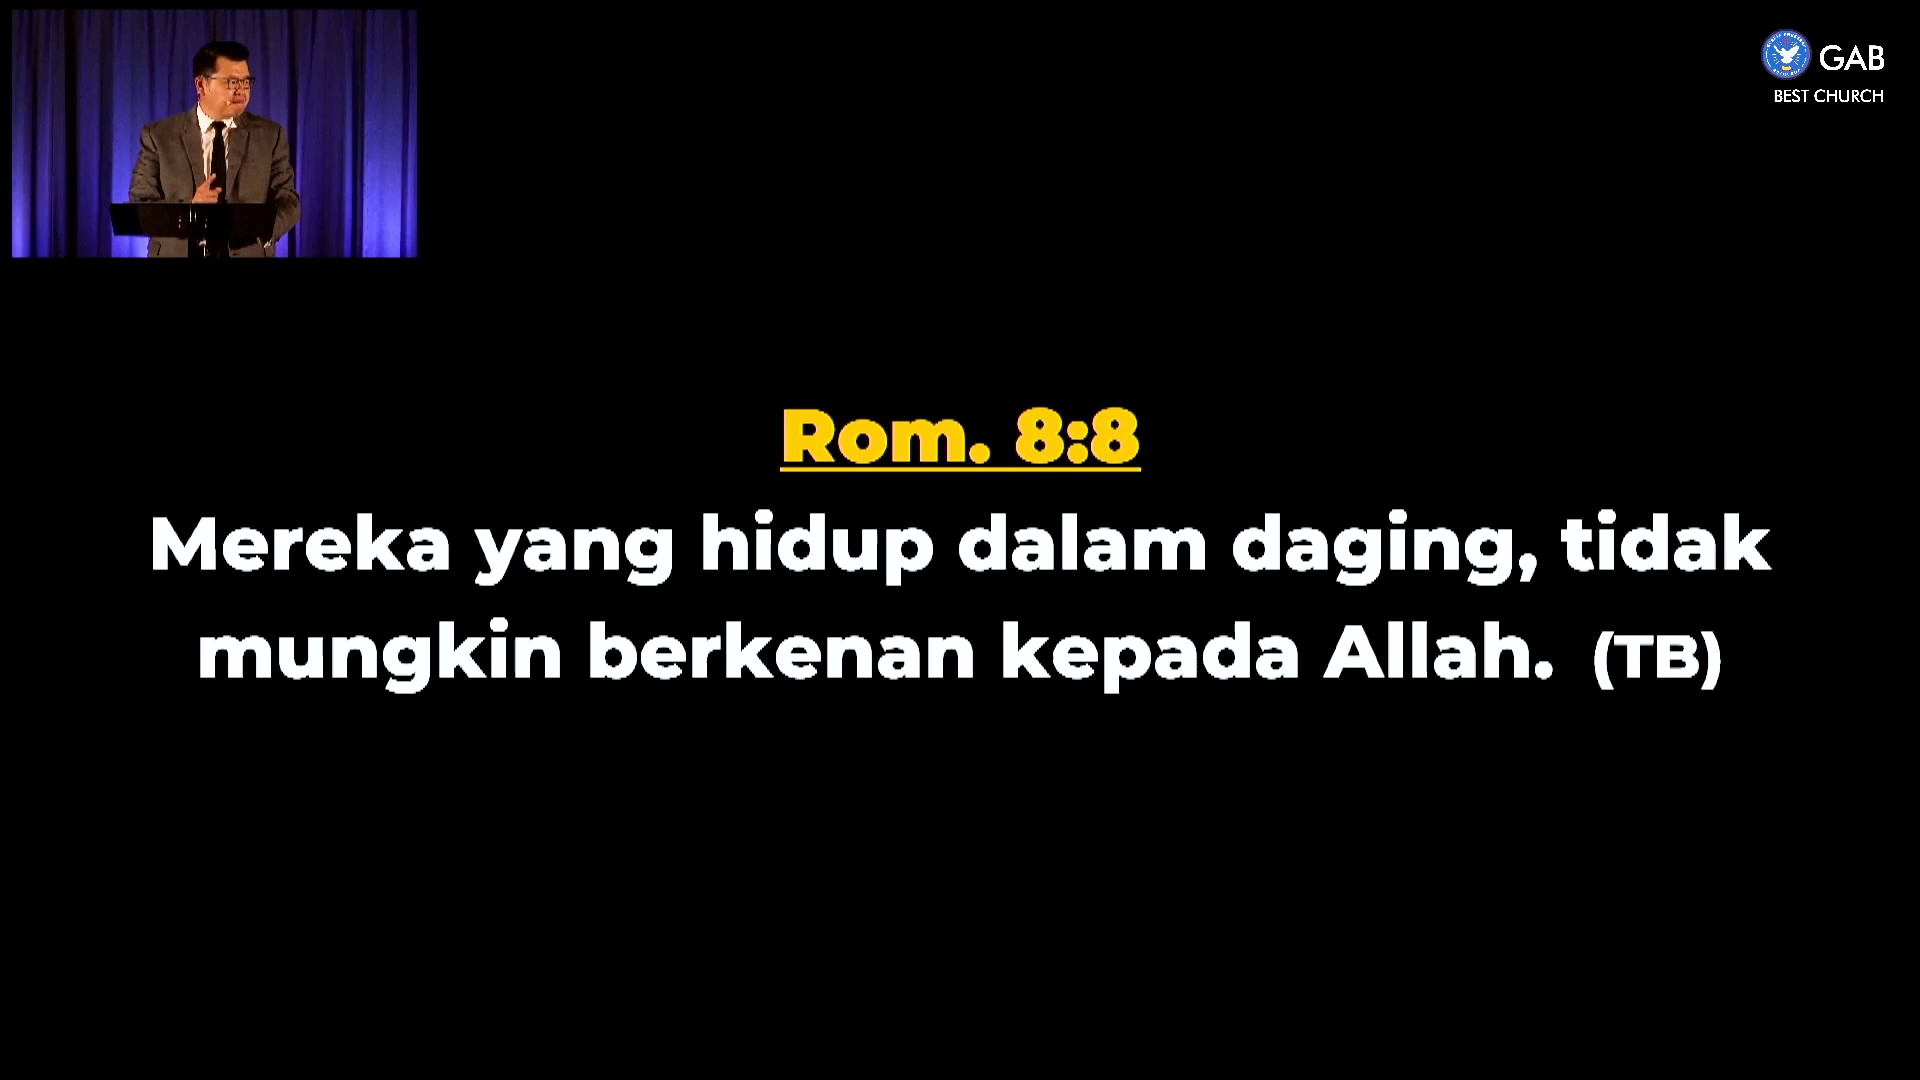 GAB
BEST CHURCH
Rom. 8:8
Mereka yang hidup dalam daging, tidak
mungkin berkenan kepada Allah. (TB)